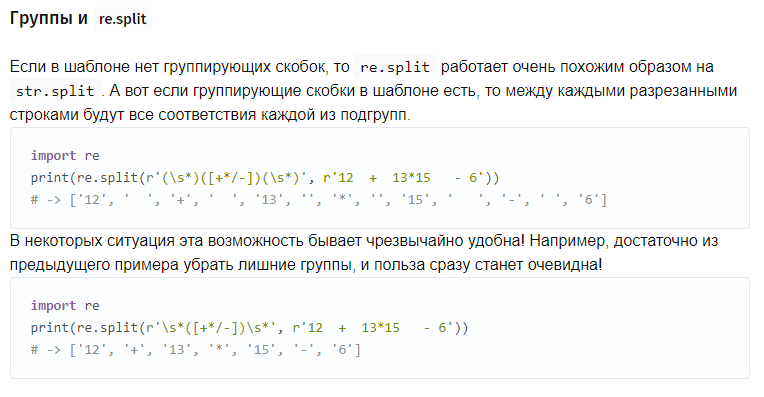 Группы и re.split
Если в шаблоне нет группирующих скобок, то re.split работает очень похожим образом на
str.split . А вот если группирующие скобки в шаблоне есть, то между каждыми разрезанными
строками будут все соответствия каждой из подгрупп.
import re
print(re.split(r'(\s*)([+*/-])(\s*)', r'12  +  13*15   - 6'))
# -> ['12', '  ', '+', '  ', '13', '', '*', '', '15', '   ', '-', ' ', '6']
В некоторых ситуация эта возможность бывает чрезвычайно удобна! Например, достаточно из
предыдущего примера убрать лишние группы, и польза сразу станет очевидна!
import re
print(re.split(r'\s*([+*/-])\s*', r'12  +  13*15   - 6'))
# -> ['12', '+', '13', '*', '15', '-', '6']